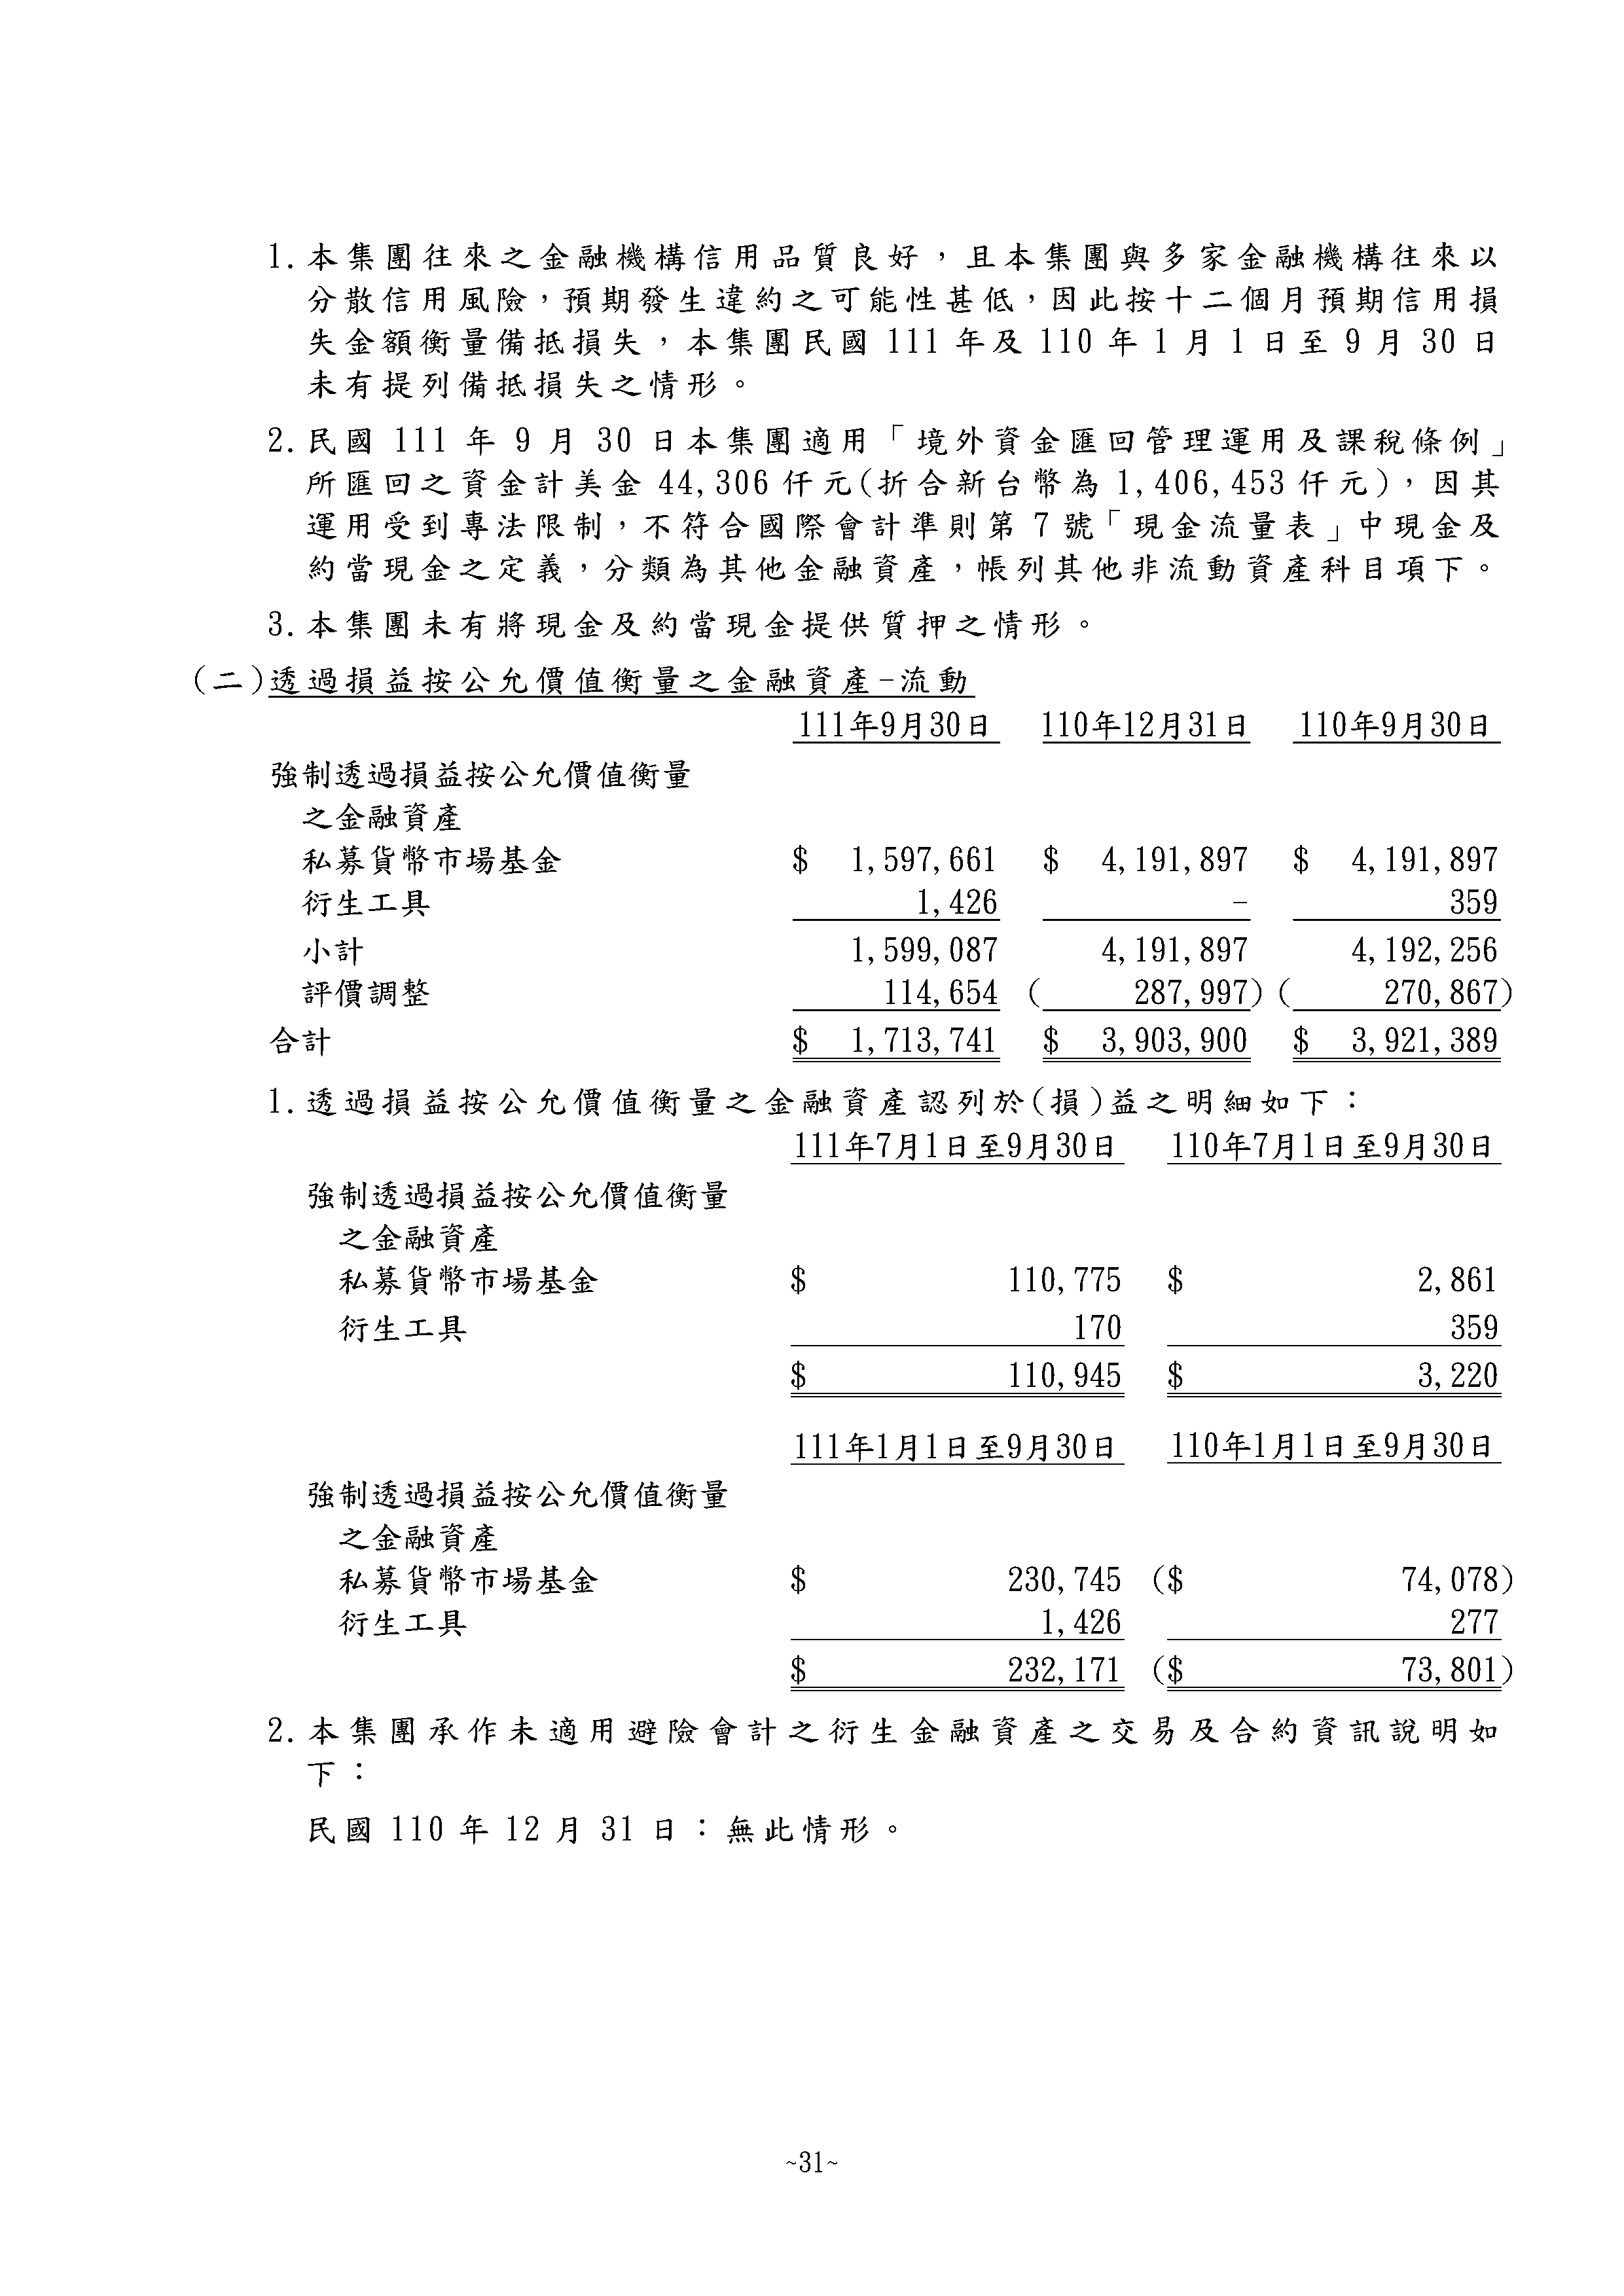 1.本集團往來之金融機構信用品質良好，且本集團與多家金融機構往來以
分散信用風險，預期發生違約之可能性甚低，因此按十二個月預期信用損
失金額衡量備抵損失，本集團民國 111 年及 110 年 1 月 1 日至 9 月 30 日
未有提列備抵損失之情形。
2.民國 111 年 9 月 30 日本集團適用「境外資金匯回管理運用及課稅條例」
所匯回之資金計美金 44,306 仟元(折合新台幣為 1,406,453 仟元)，因其
運用受到專法限制，不符合國際會計準則第 7 號「現金流量表」中現金及
約當現金之定義，分類為其他金融資產，帳列其他非流動資產科目項下。
3.本集團未有將現金及約當現金提供質押之情形。
(二)透過損益按公允價值衡量之金融資產-流動
111年9月30日 110年12月31日 110年9月30日
強制透過損益按公允價值衡量
之金融資產
私募貨幣市場基金 $ 1,597,661 $ 4,191,897 $ 4,191,897
衍生工具 1,426 - 359
小計 1,599,087 4,191,897 4,192,256
評價調整 114,654 ( 287,997) ( 270,867)
合計 $ 1,713,741 $ 3,903,900 $ 3,921,389
1.透過損益按公允價值衡量之金融資產認列於(損)益之明細如下：
111年7月1日至9月30日 110年7月1日至9月30日
強制透過損益按公允價值衡量
之金融資產
私募貨幣市場基金 $ 110,775 $ 2,861
衍生工具 170 359
$ 110,945 $ 3,220
111年1月1日至9月30日 110年1月1日至9月30日
強制透過損益按公允價值衡量
之金融資產
私募貨幣市場基金 $ 230,745 ($ 74,078)
衍生工具 1,426 277
$ 232,171 ($ 73,801)
2.本集團承作未適用避險會計之衍生金融資產之交易及合約資訊說明如
下：
民國 110 年 12 月 31 日：無此情形。
~31~